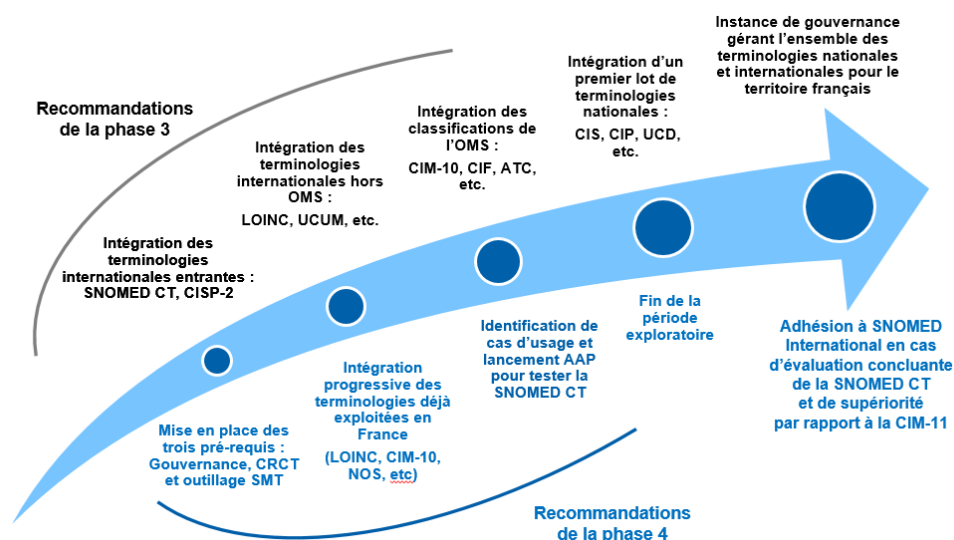 Recommandations
de la phase 3
Intégration des
terminologies
internationales entrantes :
SNOMED CT, CISP-2
Intégration des
terminologies
internationales hors
OMS :
LOINC, UCUM, etc.
Intégration des
classifications de
l’OMS :
CIM-10, CIF, ATC,
etc.
Intégration d’un
premier lot de
terminologies
nationales :
CIS, CIP, UCD,
etc.
Instance de gouvernance
gérant l’ensemble des
terminologies nationales
et internationales pour le
territoire français
Mise en place des
trois pré-requis :
Gouvernance, CRCT
et outillage SMT
Intégration
progressive des
terminologies déjà
exploitées en
France
(LOINC, CIM-10,
NOS, etc)
Identification de
cas d’usage et
lancement AAP
pour tester la
SNOMED CT
Fin de la
période
exploratoire
Adhésion à SNOMED
International en cas
d’évaluation concluante
de la SNOMED CT
et de supériorité
par rapport à la CIM-11
Recommandations
de la phase 4